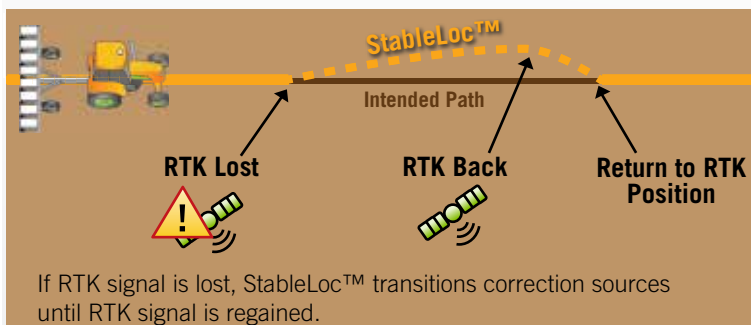 StableLoc™
Intended Path
RTK Lost
RTK Back
Return to RTK
Position
!
If RTK signal is lost, StableLoc™ transitions correction sources
until RTK signal is regained.